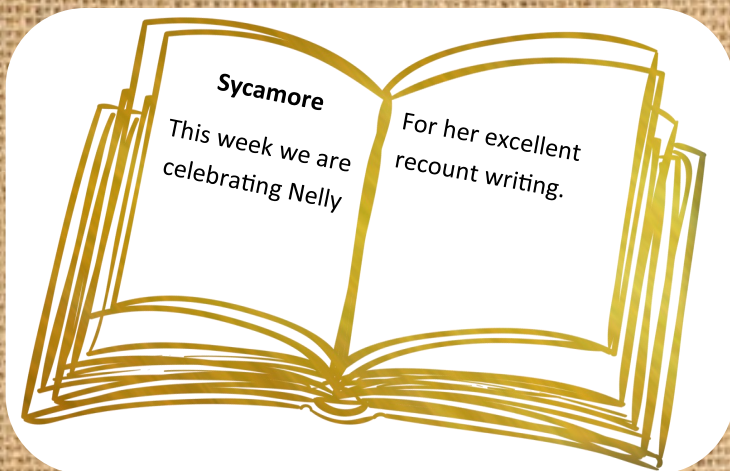 Sycamore
This week we are
celebrating Nelly
For her excellent
recount writing.